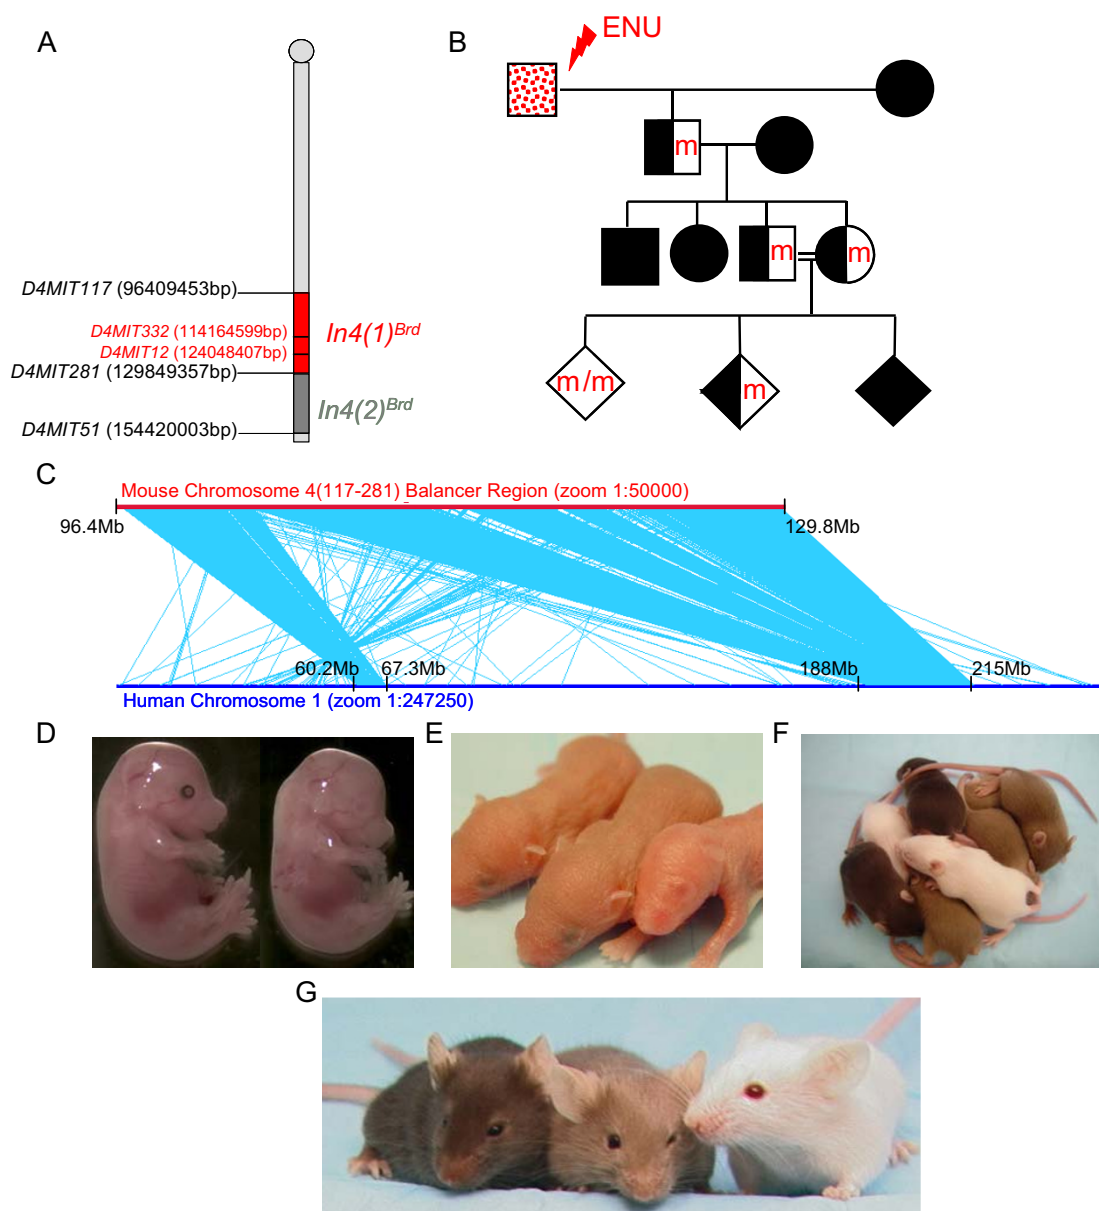 A
D4MIT117 (96409453bp)
D4MIT332 (114164599bp)
D4MIT12 (124048407bp)
D4MIT281 (129849357bp)
D4MIT51 (154420003bp)
In4(1)Brd
In4(2)Brd
B
ENU
m
m
m
m/m
m
C
Mouse Chromosome 4(117-281) Balancer Region (zoom 1:50000)
96.4Mb
129.8Mb
60.2Mb
67.3Mb
188Mb
215Mb
Human Chromosome 1 (zoom 1:247250)
D
E
F
G